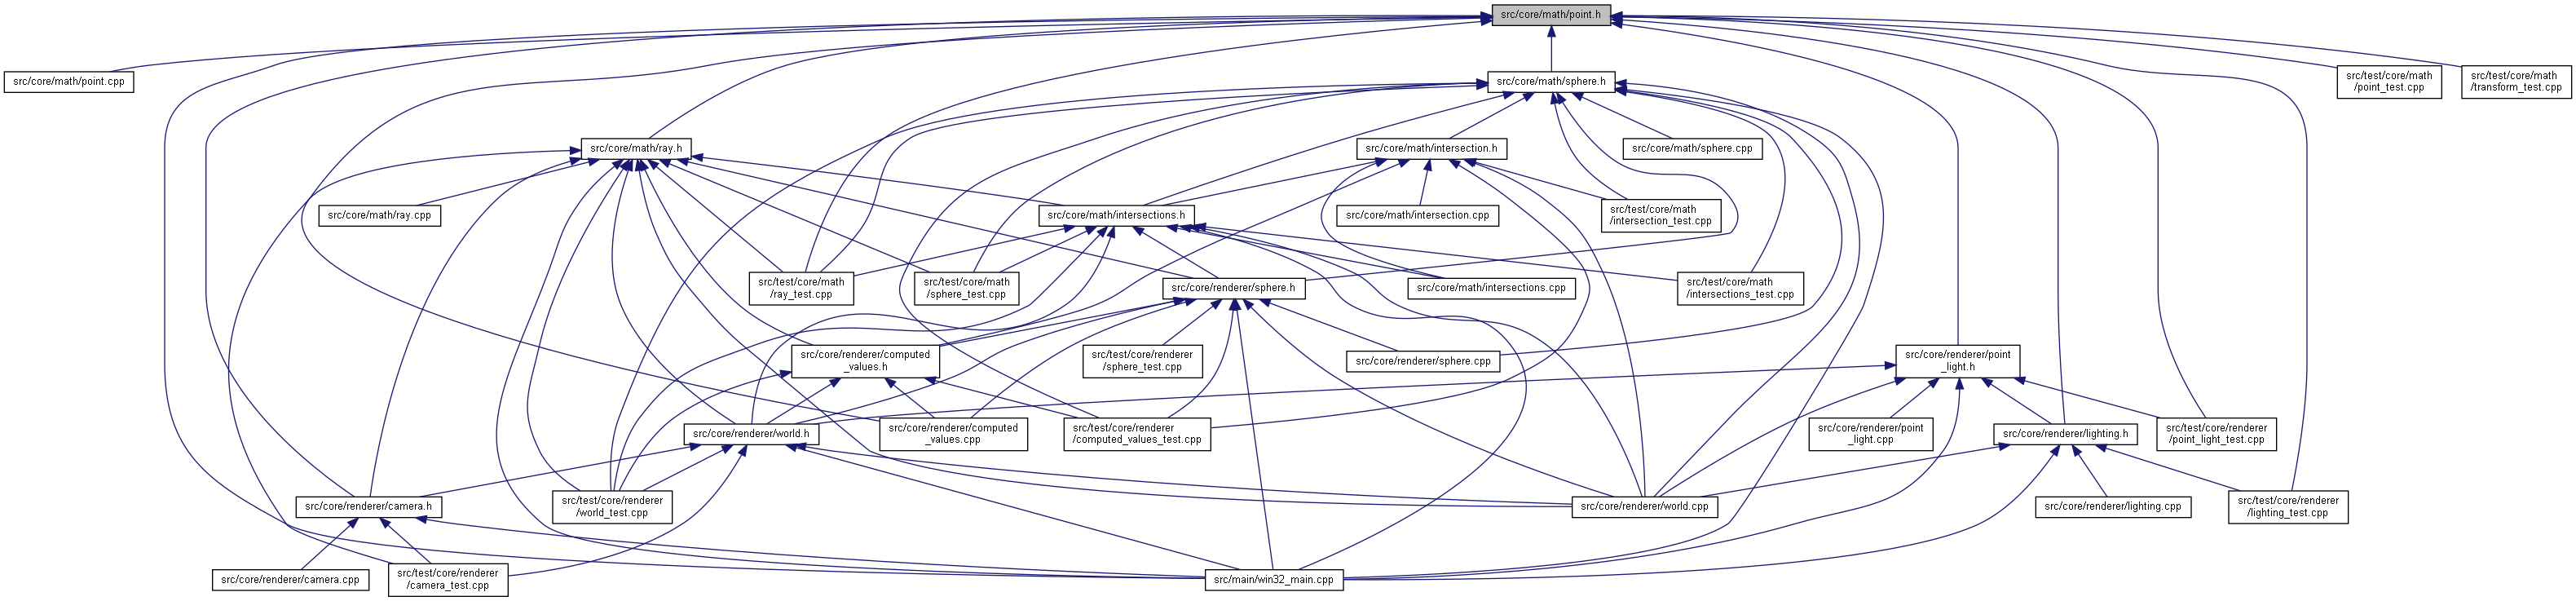 src/core/math/point.h
src/core/math/point.cpp
src/core/math/sphere.h
src/test/core/math
/point_test.cpp
src/test/core/math
/transform_test.cpp
src/core/math/ray.h
src/core/math/intersection.h
src/core/math/sphere.cpp
src/core/math/ray.cpp
src/core/math/intersections.h
src/core/math/intersection.cpp
src/test/core/math
/intersection_test.cpp
src/test/core/math
/ray_test.cpp
src/test/core/math
/sphere_test.cpp
src/core/renderer/sphere.h
src/core/math/intersections.cpp
src/test/core/math
/intersections_test.cpp
src/core/renderer/computed
_values.h
src/test/core/renderer
/sphere_test.cpp
src/core/renderer/sphere.cpp
src/core/renderer/point
_light.h
src/core/renderer/world.h
src/core/renderer/computed
_values.cpp
src/test/core/renderer
/computed_values_test.cpp
src/core/renderer/point
_light.cpp
src/core/renderer/lighting.h
src/test/core/renderer
/point_light_test.cpp
src/core/renderer/camera.h
src/test/core/renderer
/world_test.cpp
src/core/renderer/world.cpp
src/core/renderer/lighting.cpp
src/test/core/renderer
/lighting_test.cpp
src/core/renderer/camera.cpp
src/test/core/renderer
/camera_test.cpp
src/main/win32_main.cpp